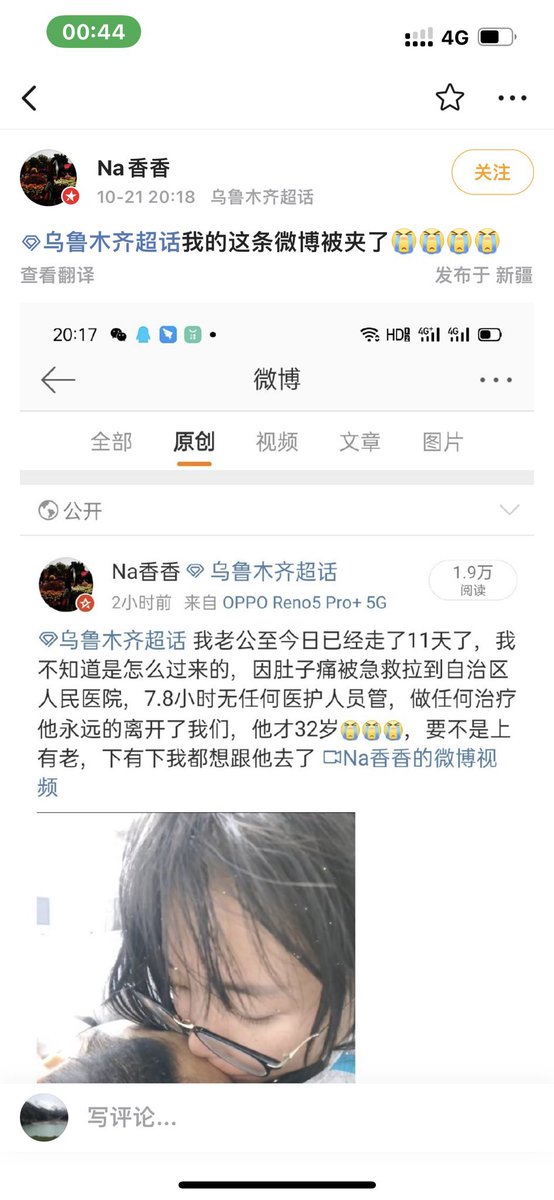 00:44
4G
Na香香
10-21 20:18 乌鲁木齐超话
关注
乌鲁木齐超话我的这条微博被夹了😭😭😭😭
查看翻译
发布于 新疆
20:17
HD
4G+
4G
微博
全部 原创 视频 文章 图片
公开
Na香香 乌鲁木齐超话
2小时前 来自 OPPO Reno5 Pro+ 5G
1.9万
阅读
乌鲁木齐超话 我老公至今日已经走了11天了，我
不知道是怎么过来的，因肚子痛被急救拉到自治区
人民医院，7.8小时无任何医护人员管，做任何治疗
他永远的离开了我们，他才32岁😭😭😭，要不是上
有老，下有下我都想跟他去了 Na香香的微博视
频
写评论...